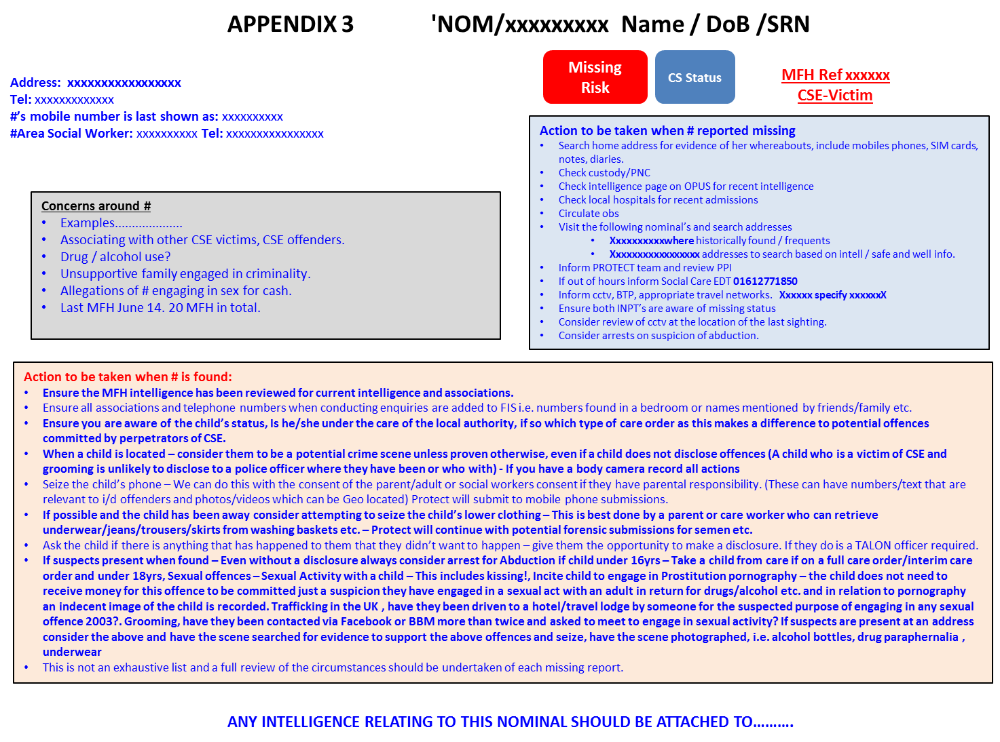 APPENDIX 3 'NOM/xxxxxxxxx Name / DoB /SRN
Missing
Risk
CS Status
MFH Ref xxxxxx
CSE-Victim
Address: xxxxxxxxxxxxxxxxx
Tel: xxxxxxxxxxxxx
#’s mobile number is last shown as: xxxxxxxxxx
#Area Social Worker: xxxxxxxxxx Tel: xxxxxxxxxxxxxxxx
Concerns around #
• Examples....................
• Associating with other CSE victims, CSE offenders.
• Drug / alcohol use?
• Unsupportive family engaged in criminality.
• Allegations of # engaging in sex for cash.
• Last MFH June 14. 20 MFH in total.
Action to be taken when # reported missing
• Search home address for evidence of her whereabouts, include mobiles phones, SIM cards,
notes, diaries.
• Check custody/PNC
• Check intelligence page on OPUS for recent intelligence
• Check local hospitals for recent admissions
• Circulate obs
• Visit the following nominal’s and search addresses
• Xxxxxxxxxxwhere historically found / frequents
• Xxxxxxxxxxxxxxxxx addresses to search based on intell / safe and well info.
• Inform PROTECT team and review PPI
• If out of hours inform Social Care EDT 01612771850
• Inform cctv, BTP, appropriate travel networks. Xxxxxx specify xxxxxxX
• Ensure both INPT’s are aware of missing status
• Consider review of cctv at the location of the last sighting.
• Consider arrests on suspicion of abduction.
Action to be taken when # is found:
• Ensure the MFH intelligence has been reviewed for current intelligence and associations.
• Ensure all associations and telephone numbers when conducting enquiries are added to FIS i.e. numbers found in a bedroom or names mentioned by friends/family etc.
• Ensure you are aware of the child’s status, Is he/she under the care of the local authority, if so which type of care order as this makes a difference to potential offences
committed by perpetrators of CSE.
• When a child is located – consider them to be a potential crime scene unless proven otherwise, even if a child does not disclose offences (A child who is a victim of CSE and
grooming is unlikely to disclose to a police officer where they have been or who with) - If you have a body camera record all actions
• Seize the child’s phone – We can do this with the consent of the parent/adult or social workers consent if they have parental responsibility. (These can have numbers/text that are
relevant to i/d offenders and photos/videos which can be Geo located) Protect will submit to mobile phone submissions.
• If possible and the child has been away consider attempting to seize the child’s lower clothing – This is best done by a parent or care worker who can retrieve
underwear/jeans/trousers/skirts from washing baskets etc. – Protect will continue with potential forensic submissions for semen etc.
• Ask the child if there is anything that has happened to them that they didn’t want to happen – give them the opportunity to make a disclosure. If they do is a TALON officer required.
• If suspects present when found – Even without a disclosure always consider arrest for Abduction if child under 16yrs – Take a child from care if on a full care order/interim care
order and under 18yrs, Sexual offences – Sexual Activity with a child – This includes kissing!, Incite child to engage in Prostitution pornography – the child does not need to
receive money for this offence to be committed just a suspicion they have engaged in a sexual act with an adult in return for drugs/alcohol etc. and in relation to pornography
an indecent image of the child is recorded. Trafficking in the UK , have they been driven to a hotel/travel lodge by someone for the suspected purpose of engaging in any sexual
offence 2003?. Grooming, have they been contacted via Facebook or BBM more than twice and asked to meet to engage in sexual activity? If suspects are present at an address
consider the above and have the scene searched for evidence to support the above offences and seize, have the scene photographed, i.e. alcohol bottles, drug paraphernalia ,
underwear
• This is not an exhaustive list and a full review of the circumstances should be undertaken of each missing report.
ANY INTELLIGENCE RELATING TO THIS NOMINAL SHOULD BE ATTACHED TO……….